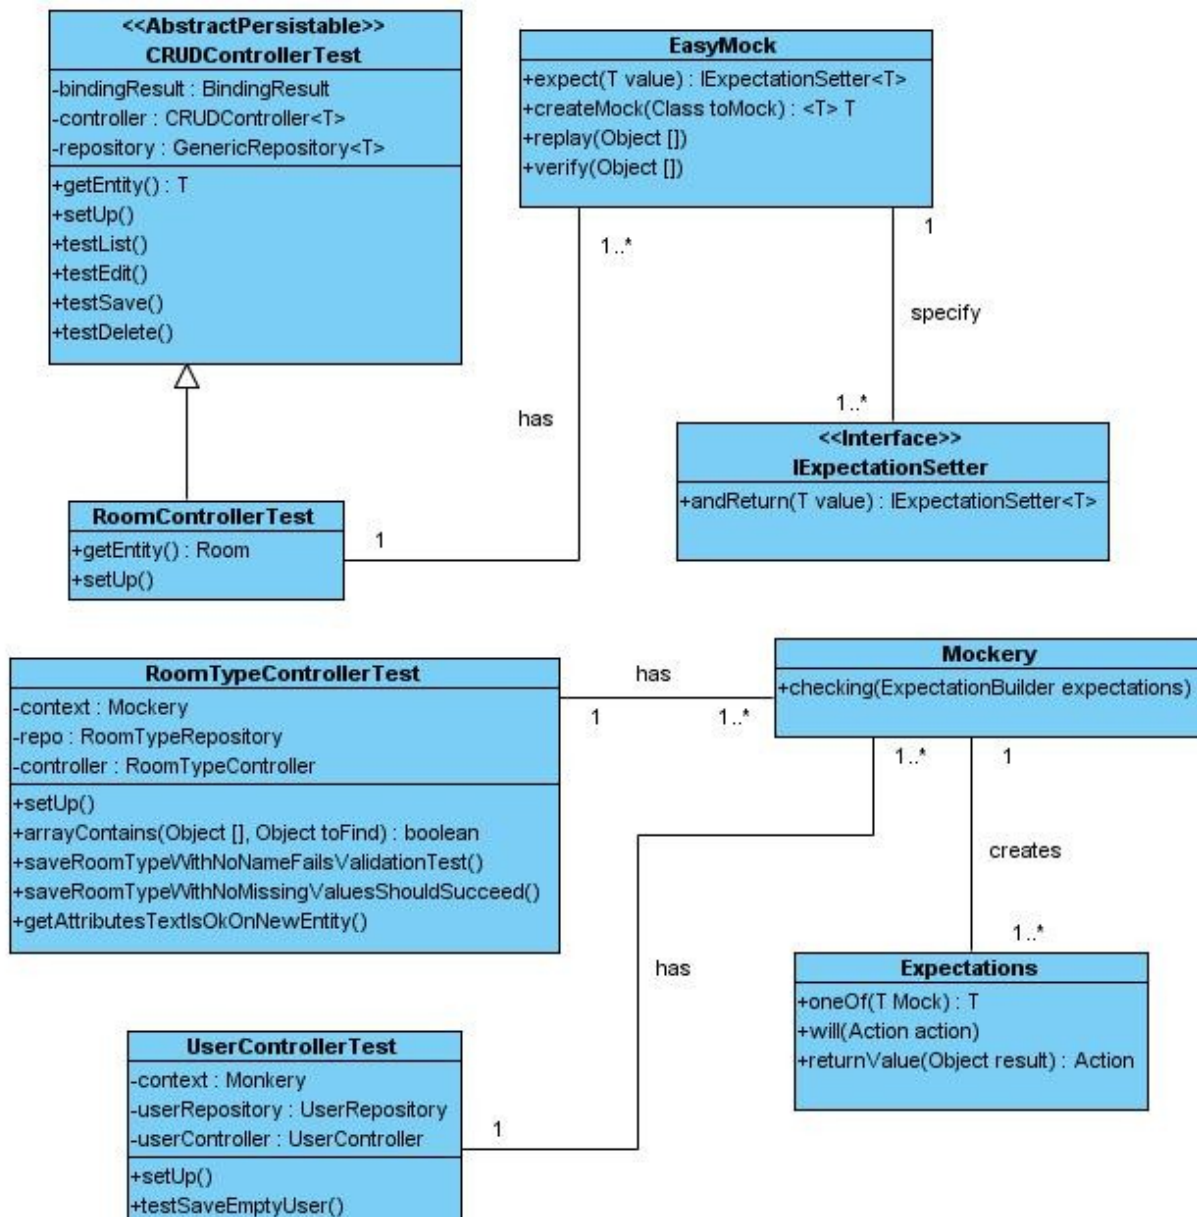 <<AbstractPersistable>>
CRUDControllerTest
-bindingResult : BindingResult
-controller : CRUDController<T>
-repository : GenericRepository<T>
+getEntity() : T
+setUp()
+testList()
+testEdit()
+testSave()
+testDelete()
EasyMock
+expect(T value) : IExpectationSetter<T>
+createMock(Class toMock) : <T> T
+replay(Object [])
+verify(Object [])
1..*
1
specify
has
1..*
<<Interface>>
IExpectationSetter
+andReturn(T value) : IExpectationSetter<T>
RoomControllerTest
+getEntity() : Room
+setUp()
1
RoomTypeControllerTest
-context : Mockery
-repo : RoomTypeRepository
-controller : RoomTypeController
+setUp()
+arrayContains(Object [], Object toFind) : boolean
+saveRoomTypeWithNoNameFailsValidationTest()
+saveRoomTypeWithNoMissingValuesShouldSucceed()
+getAttributesTextIsOkOnNewEntity()
has
1
1..*
Mockery
+checking(ExpectationBuilder expectations)
1..*
1
creates
1..*
has
Expectations
+oneOf(T Mock) : T
+will(Action action)
+returnValue(Object result) : Action
UserControllerTest
-context : Monkery
-userRepository : UserRepository
-userController : UserController
+setUp()
+testSaveEmptyUser()
1